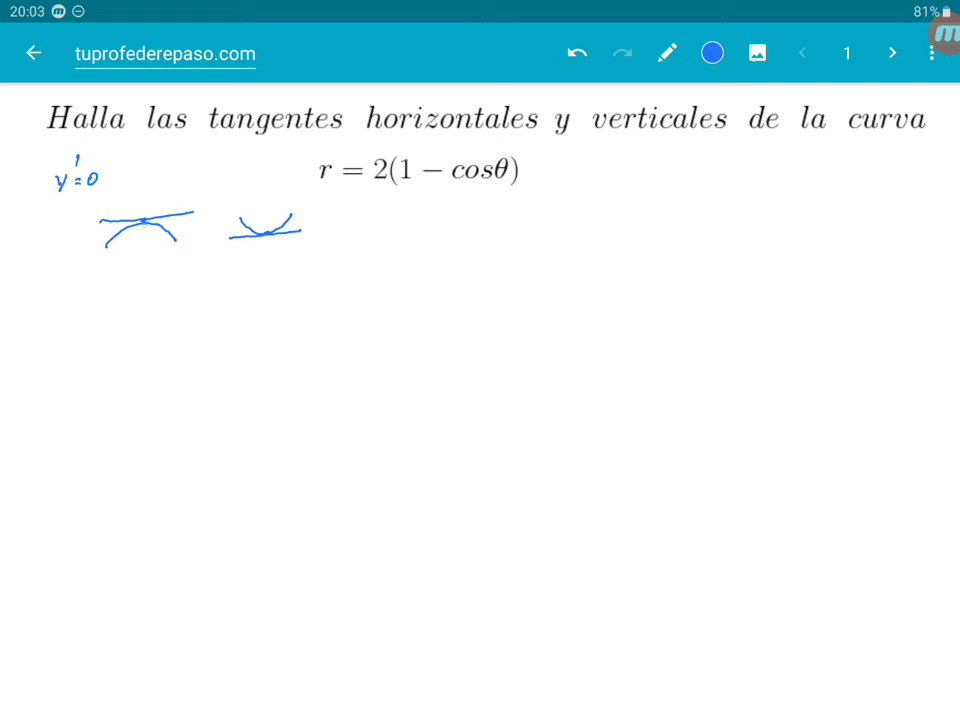 20:03 81%
tuprofederepaso.com 1
Halla las tangentes horizontales y verticales de la curva
r = 2(1 − cosθ)
y' = 0